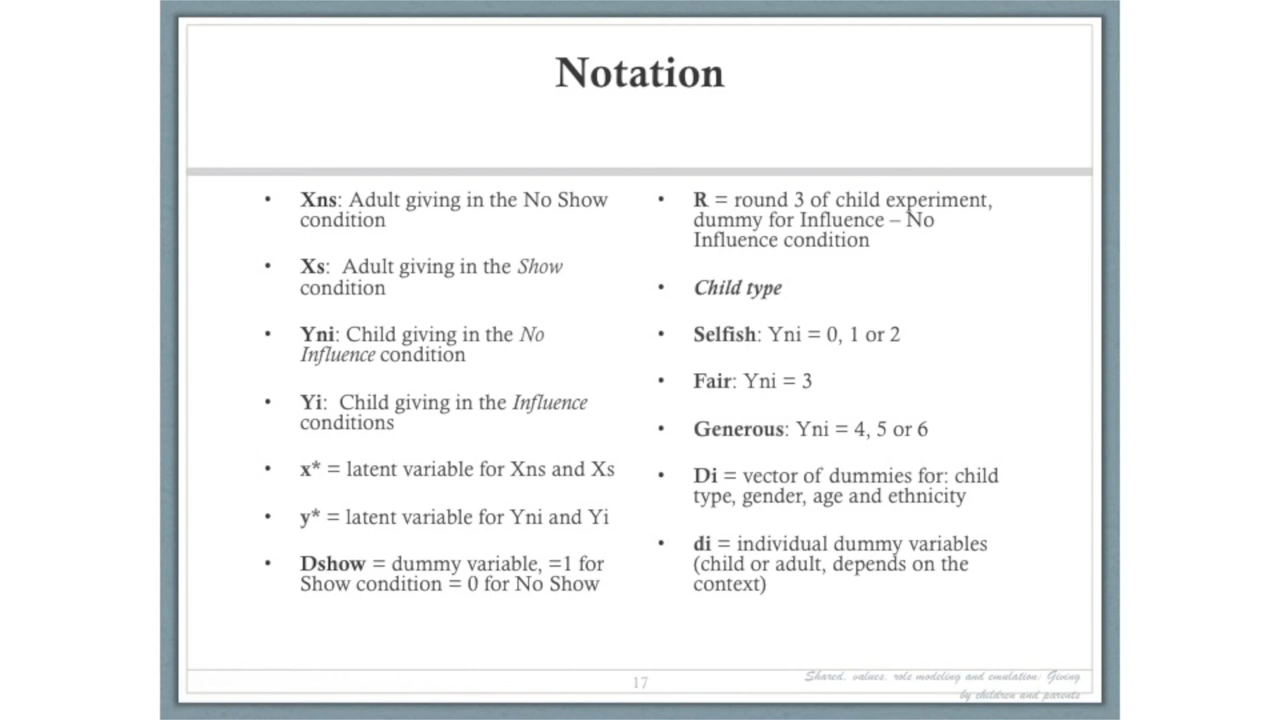 Notation
• Xns: Adult giving in the No Show
condition
• Xs: Adult giving in the Show
condition
• Yni: Child giving in the No
Influence condition
• Yi: Child giving in the Influence
conditions
• x* = latent variable for Xns and Xs
• y* = latent variable for Yni and Yi
• Dshow = dummy variable, =1 for
Show condition = 0 for No Show
• R = round 3 of child experiment,
dummy for Influence – No
Influence condition
• Child type
• Selfish: Yni = 0, 1 or 2
• Fair: Yni = 3
• Generous: Yni = 4, 5 or 6
• Di = vector of dummies for: child
type, gender, age and ethnicity
• di = individual dummy variables
(child or adult, depends on the
context)
17
Shared, values, role modeling and emulation: Giving
by children and parents